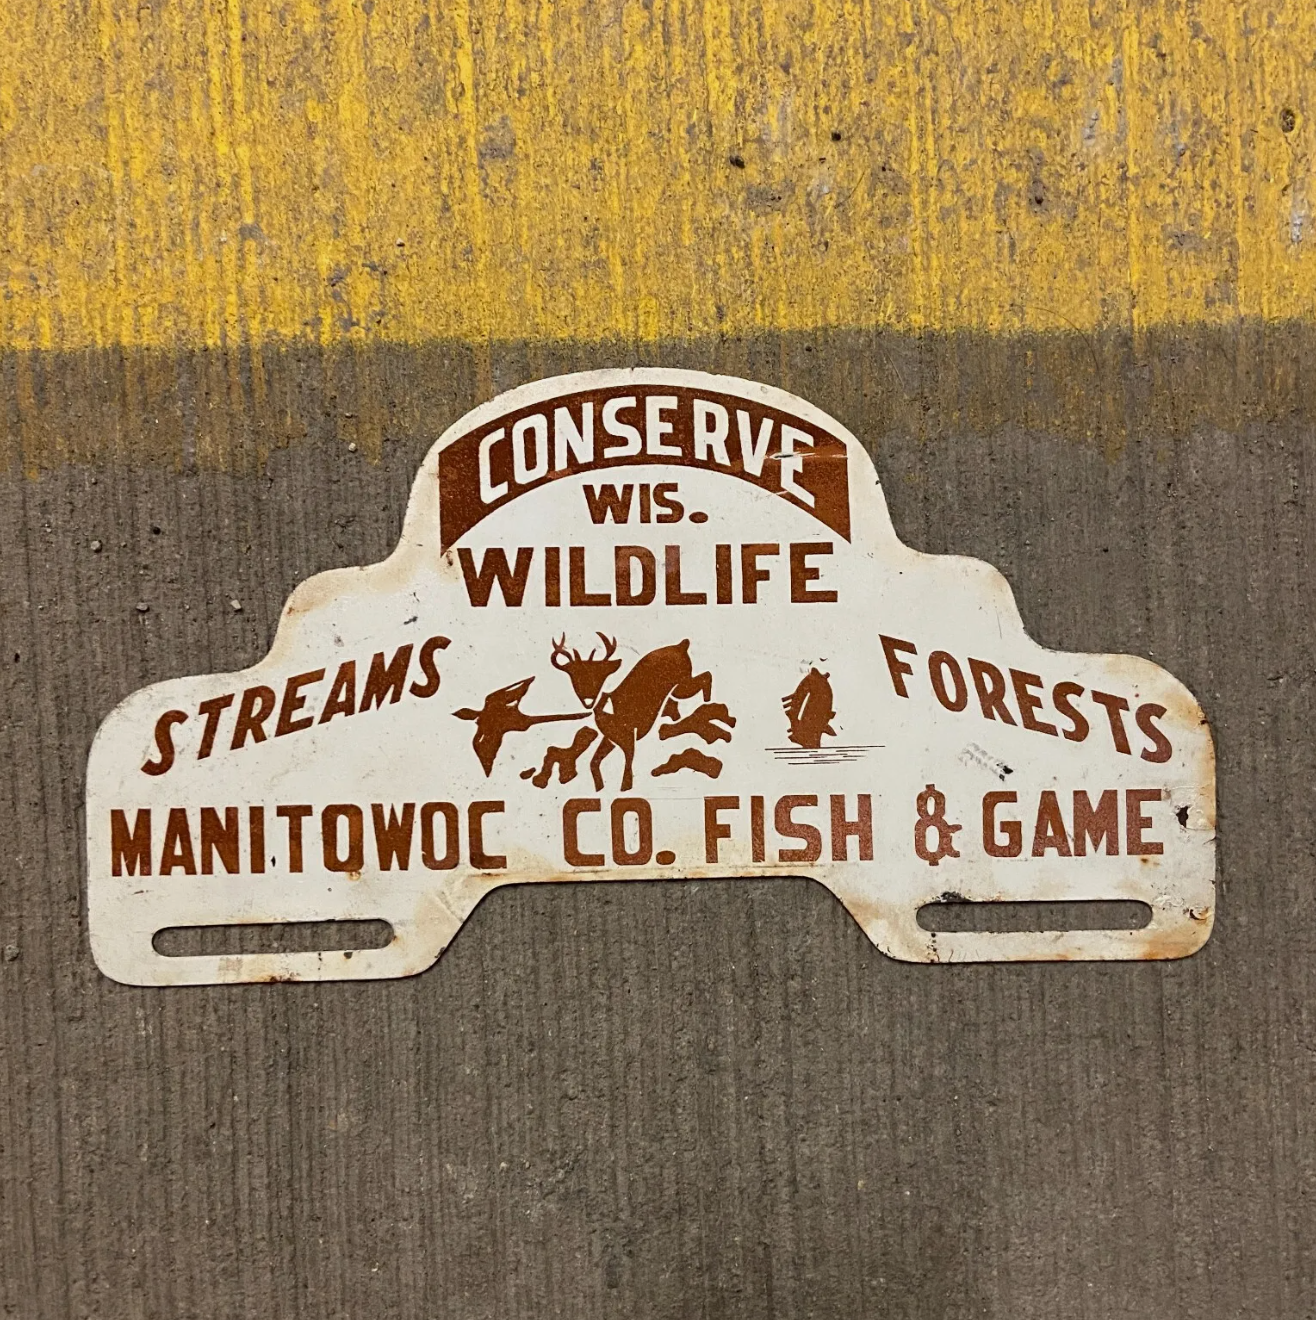 CONSERVE
WIS.
WILDLIFE
STREAMS
FORESTS
MANITOWOC CO. FISH & GAME